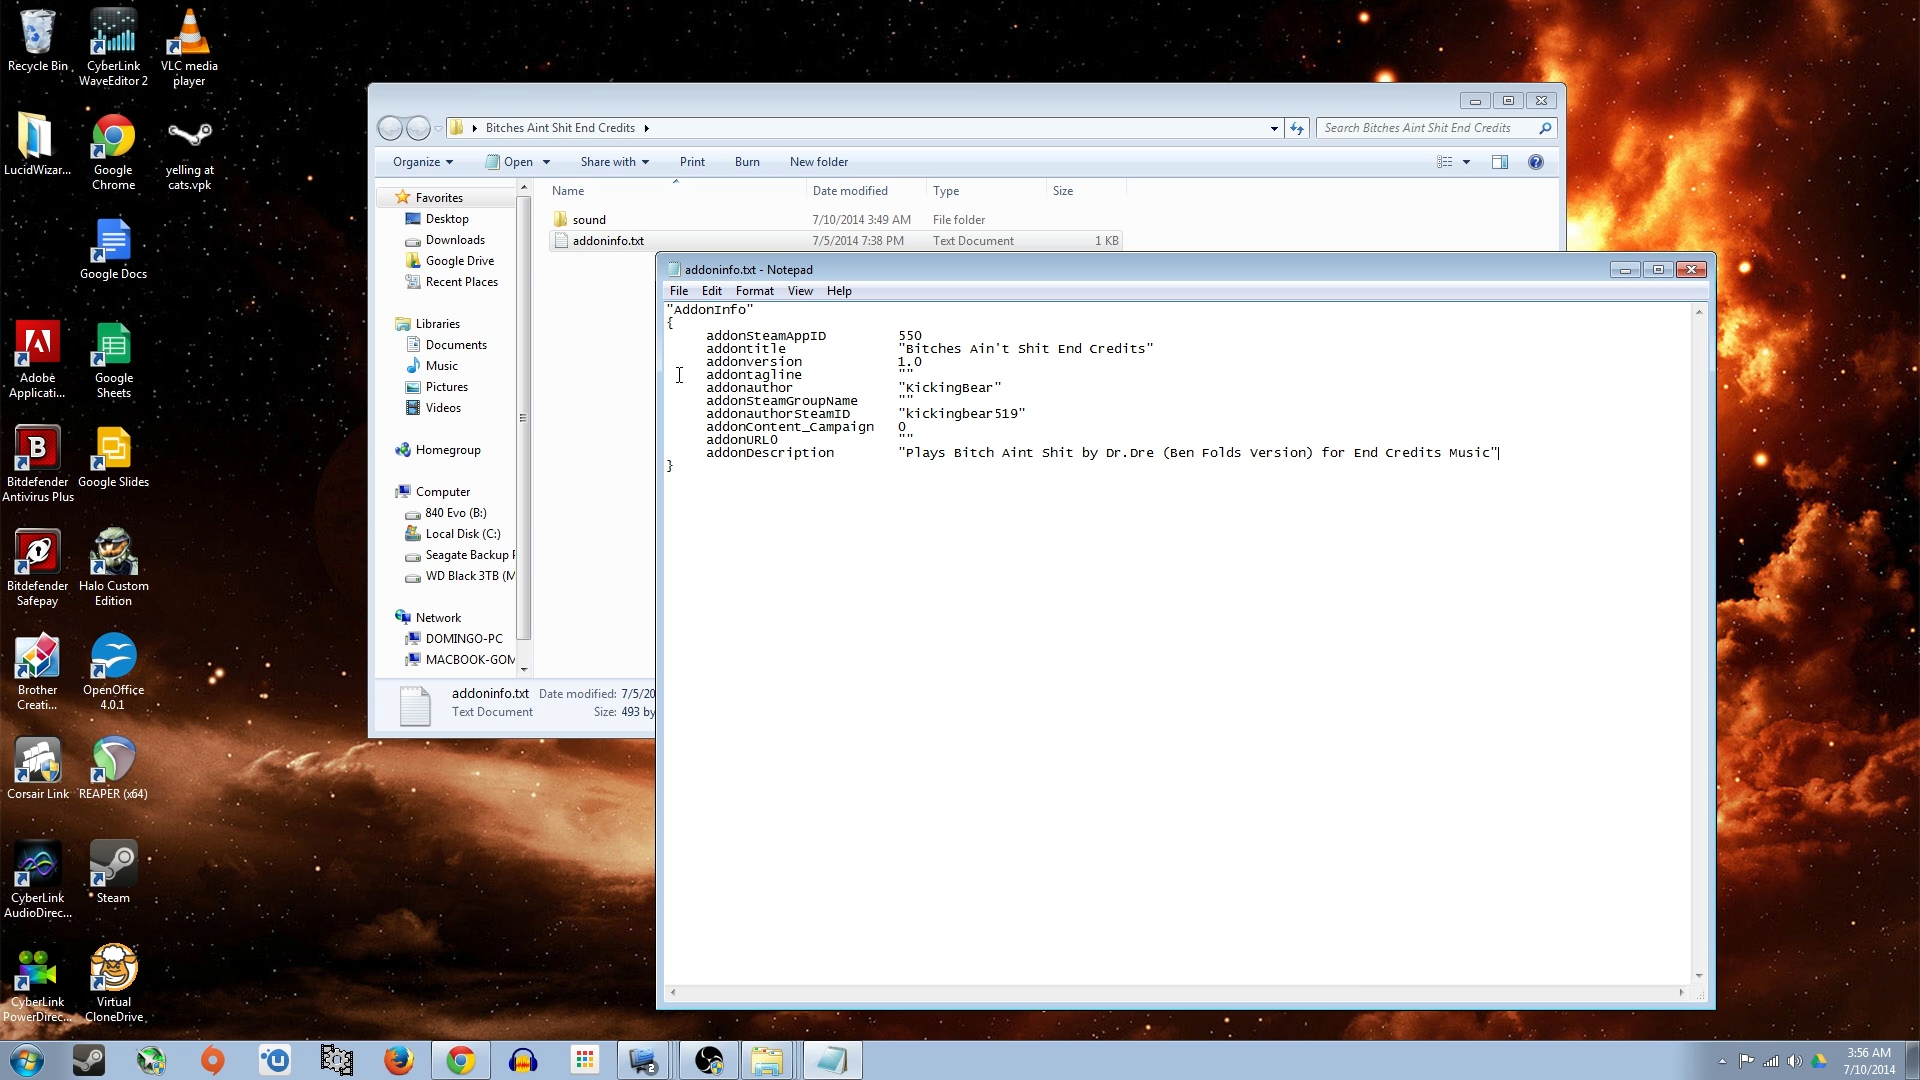 Recycle Bin
CyberLink
WaveEditor 2
VLC media
player
LucidWizar...
Google
Chrome
yelling at
cats.vpk
Google Docs
Adobe
Applicati...
Google
Sheets
Bitdefender
Antivirus Plus
Google Slides
Bitdefender
Safepay
Halo Custom
Edition
Brother
Creati...
OpenOffice
4.0.1
Corsair Link
REAPER (x64)
CyberLink
AudioDirec...
Steam
CyberLink
PowerDirec...
Virtual
CloneDrive
Bitches Aint Shit End Credits
Search Bitches Aint Shit End Credits
Organize
Open
Share with
Print
Burn
New folder
Name
Date modified
Type
Size
sound
7/10/2014 3:49 AM
File folder
addoninfo.txt
7/5/2014 7:38 PM
Text Document
1 KB
Favorites
Desktop
Downloads
Google Drive
Recent Places
Libraries
Documents
Music
Pictures
Videos
Homegroup
Computer
840 Evo (B:)
Local Disk (C:)
Seagate Backup
WD Black 3TB (M
Network
DOMINGO-PC
MACBOOK-GOM
addoninfo.txt
Date modified: 7/5/20
Text Document
Size: 493 by
addoninfo.txt - Notepad
File Edit Format View Help
"AddonInfo"
{
addonSteamAppID 550
addontitle "Bitches Ain't Shit End Credits"
addonversion 1.0
addontagline ""
addonauthor "KickingBear"
addonSteamGroupName ""
addonauthorSteamID "kickingbear519"
addonContent_Campaign 0
addonURL0 ""
addonDescription "Plays Bitch Aint Shit by Dr.Dre (Ben Folds Version) for End Credits Music"
}
3:56 AM
7/10/2014